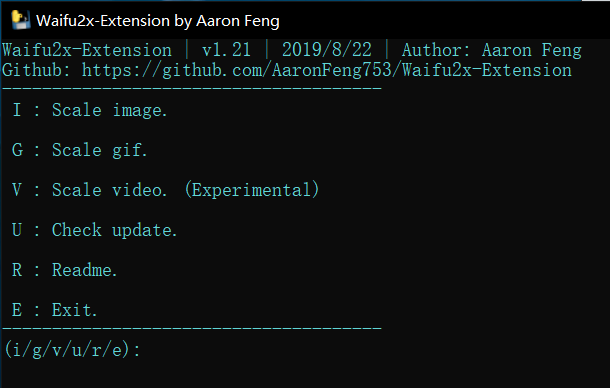 Waifu2x-Extension by Aaron Feng
Waifu2x-Extension | v1.21 | 2019/8/22 | Author: Aaron Feng
Github: https://github.com/AaronFeng753/Waifu2x-Extension
--------------------------------------
I : Scale image.
G : Scale gif.
V : Scale video. (Experimental)
U : Check update.
R : Readme.
E : Exit.
--------------------------------------
(i/g/v/u/r/e):